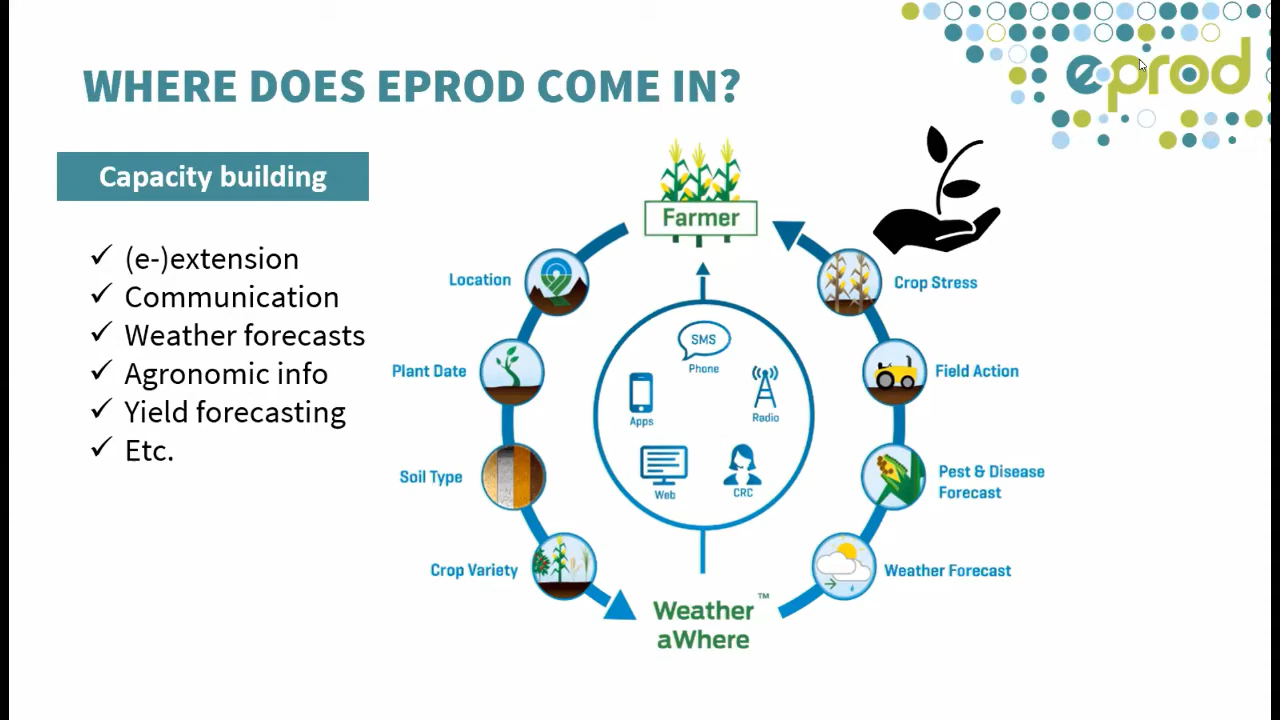 WHERE DOES EPROD COME IN?
eprod
Capacity building
✓ (e-)extension
✓ Communication
✓ Weather forecasts
✓ Agronomic info
✓ Yield forecasting
✓ Etc.
Farmer
Location
Plant Date
Soil Type
Crop Variety
SMS
Phone
Apps
Radio
Web
CRC
Crop Stress
Field Action
Pest & Disease
Forecast
Weather Forecast
Weather ™
aWhere